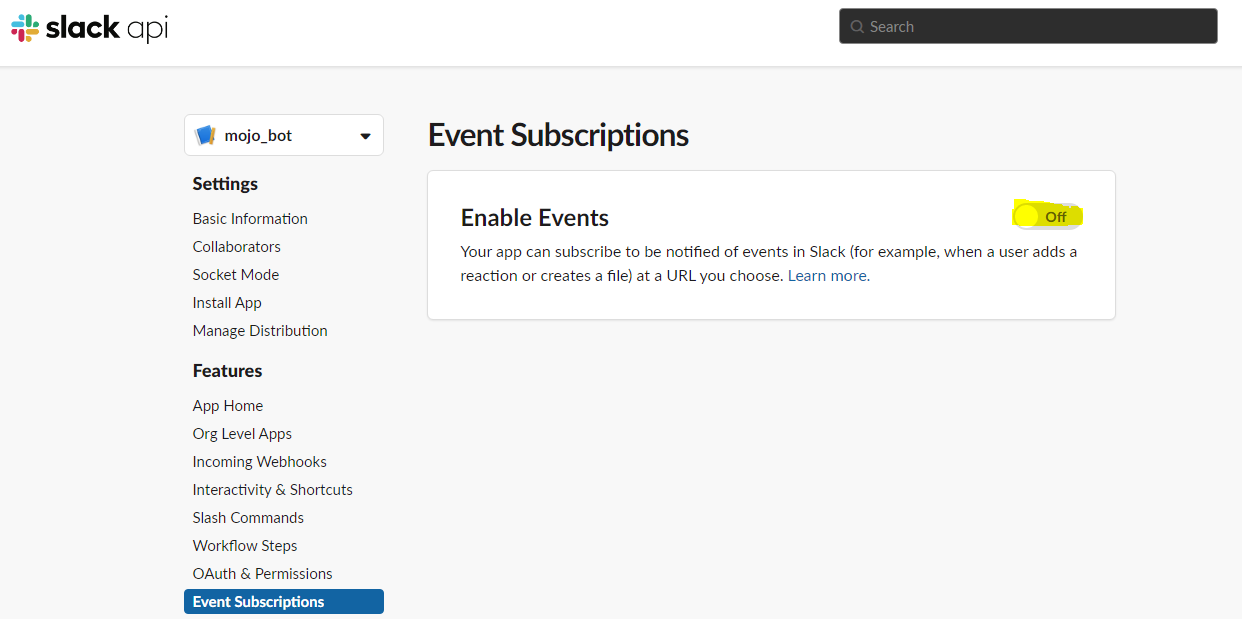 slack api
Search
mojo_bot
Settings
Basic Information
Collaborators
Socket Mode
Install App
Manage Distribution
Features
App Home
Org Level Apps
Incoming Webhooks
Interactivity & Shortcuts
Slash Commands
Workflow Steps
OAuth & Permissions
Event Subscriptions
Event Subscriptions
Enable Events
Off
Your app can subscribe to be notified of events in Slack (for example, when a user adds a
reaction or creates a file) at a URL you choose. Learn more.